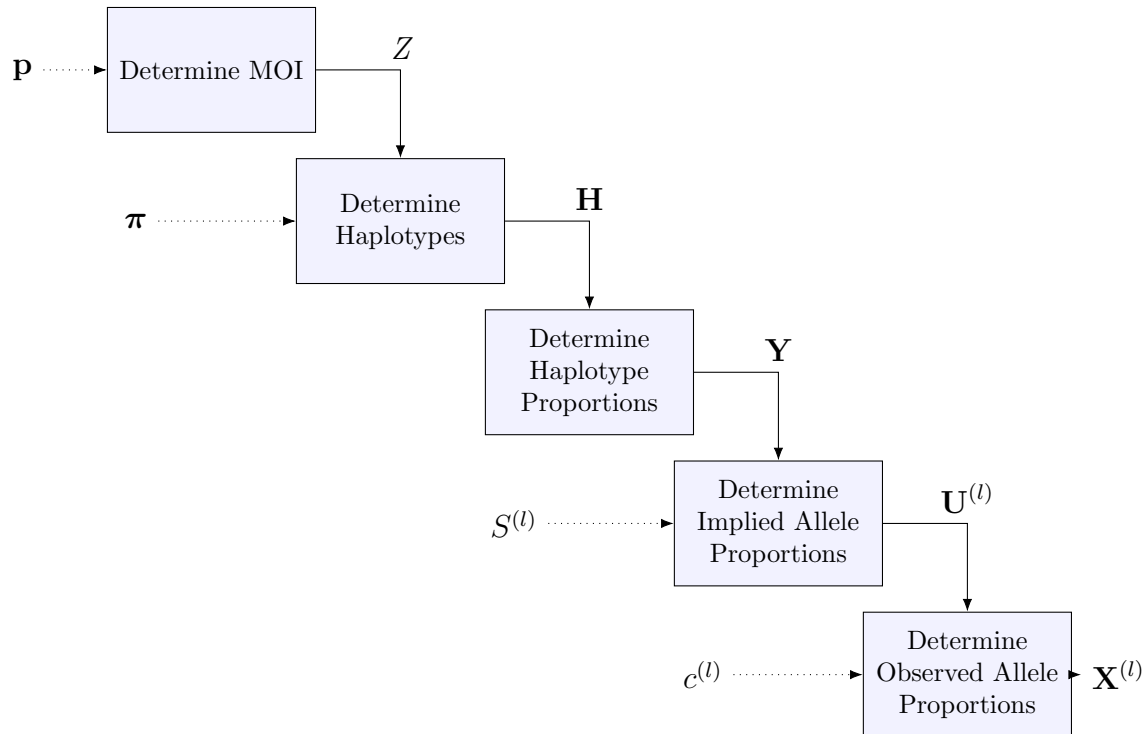 Z
p
Determine MOI
H
π
Determine
Haplotypes
Y
Determine
Haplotype
Proportions
U^{(l)}
S^{(l)}
Determine
Implied Allele
Proportions
c^{(l)}
Determine
Observed Allele
Proportions
X^{(l)}